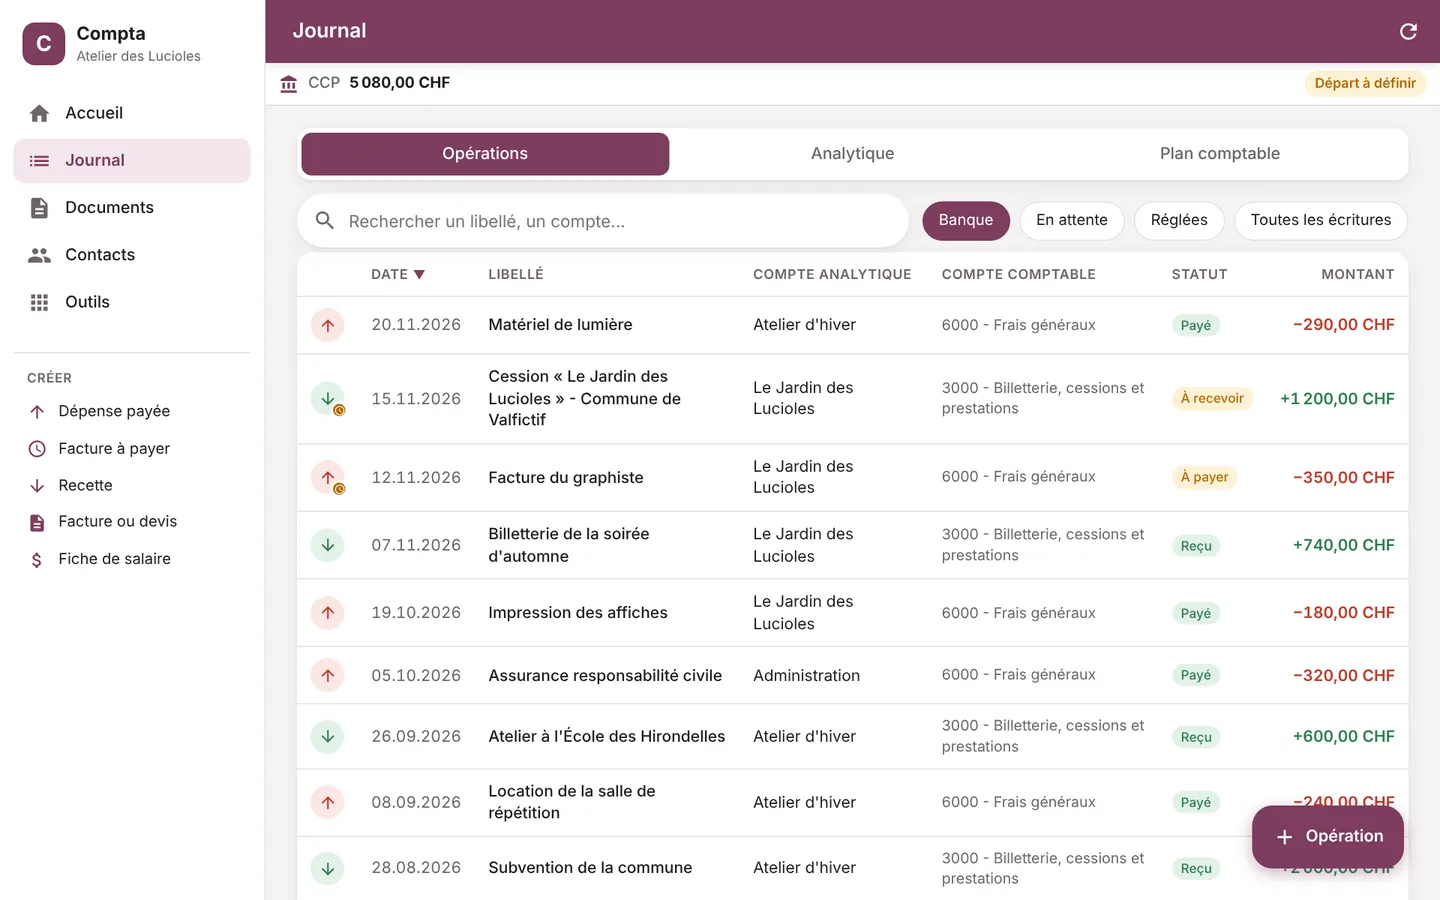 C
Compta
Atelier des Lucioles
Accueil
Journal
Documents
Contacts
Outils
CRÉER
Dépense payée
Facture à payer
Recette
Facture ou devis
Fiche de salaire
Journal
CCP 5 080,00 CHF
Départ à définir
Opérations
Analytique
Plan comptable
Rechercher un libellé, un compte...
Banque
En attente
Réglées
Toutes les écritures
DATE ▼ LIBELLÉ COMPTE ANALYTIQUE COMPTE COMPTABLE STATUT MONTANT
20.11.2026 Matériel de lumière Atelier d'hiver 6000 - Frais généraux Payé −290,00 CHF
15.11.2026
Cession « Le Jardin des
Lucioles » - Commune de
Valfictif
Le Jardin des
Lucioles
3000 - Billetterie, cessions et
prestations
À recevoir
+1 200,00 CHF
12.11.2026
Facture du graphiste
Le Jardin des
Lucioles
6000 - Frais généraux
À payer
−350,00 CHF
07.11.2026
Billetterie de la soirée
d'automne
Le Jardin des
Lucioles
3000 - Billetterie, cessions et
prestations
Reçu
+740,00 CHF
19.10.2026
Impression des affiches
Le Jardin des
Lucioles
6000 - Frais généraux
Payé
−180,00 CHF
05.10.2026 Assurance responsabilité civile Administration 6000 - Frais généraux Payé −320,00 CHF
26.09.2026
Atelier à l'École des Hirondelles
Atelier d'hiver
3000 - Billetterie, cessions et
prestations
Reçu
+600,00 CHF
08.09.2026
Location de la salle de
répétition
Atelier d'hiver
6000 - Frais généraux
Payé
−240,00 CHF
28.08.2026
Subvention de la commune
Atelier d'hiver
3000 - Billetterie, cessions et
prestations
Reçu
+ Opération